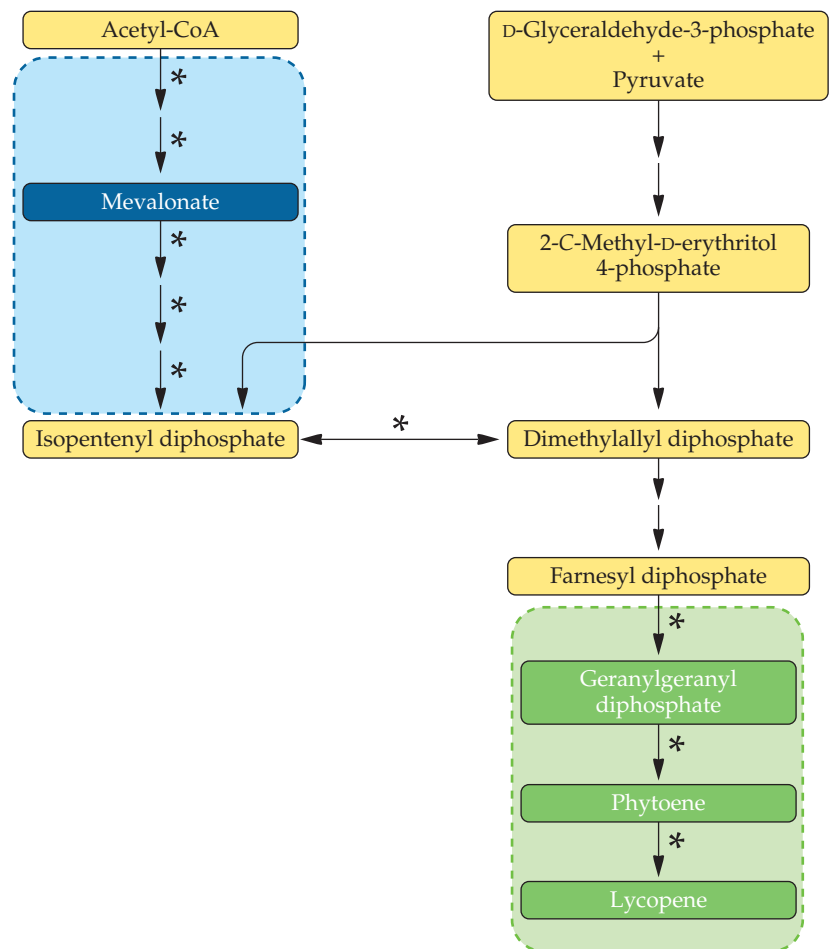 Acetyl-CoA
*
*
Mevalonate
*
*
*
Isopentenyl diphosphate
*
D-Glyceraldehyde-3-phosphate
+
Pyruvate
2-C-Methyl-D-erythritol
4-phosphate
Dimethylallyl diphosphate
Farnesyl diphosphate
*
Geranylgeranyl
diphosphate
*
Phytoene
*
Lycopene